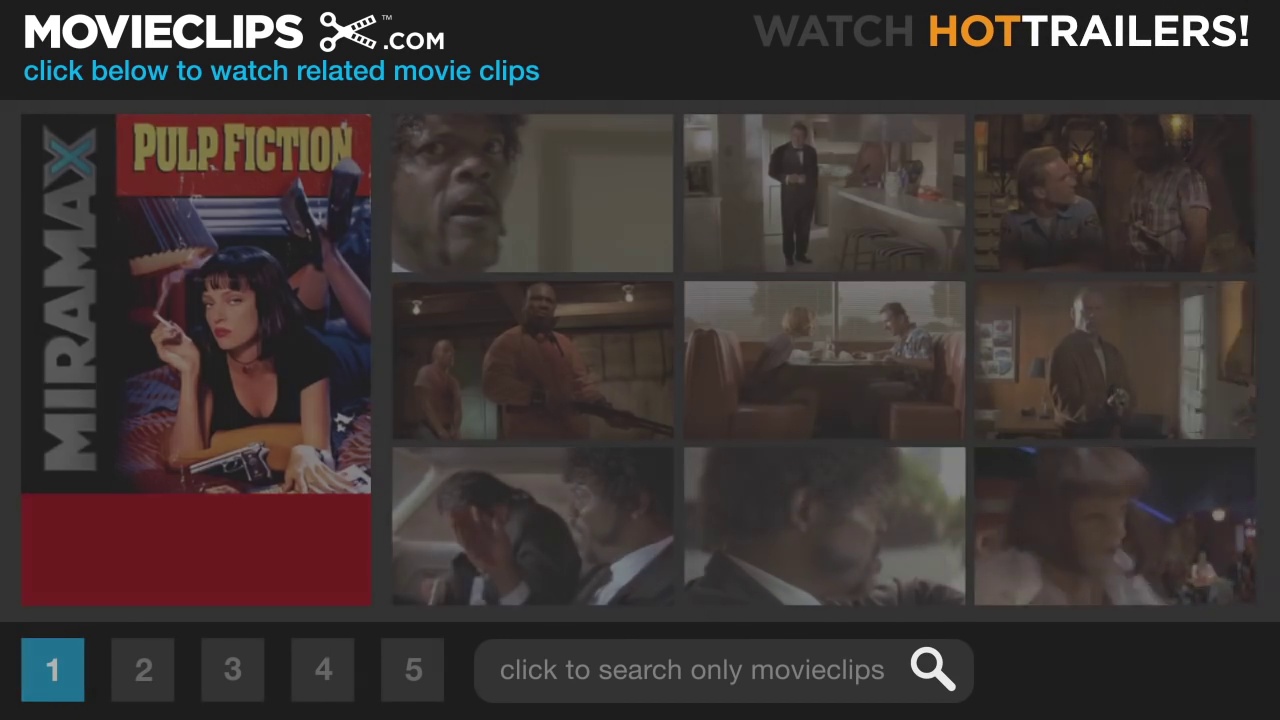 MOVIECLIPS ™ .COM
WATCH HOTTRAILERS!
click below to watch related movie clips
MIRAMAX
PULP FICTION
1 2 3 4 5
click to search only movieclips